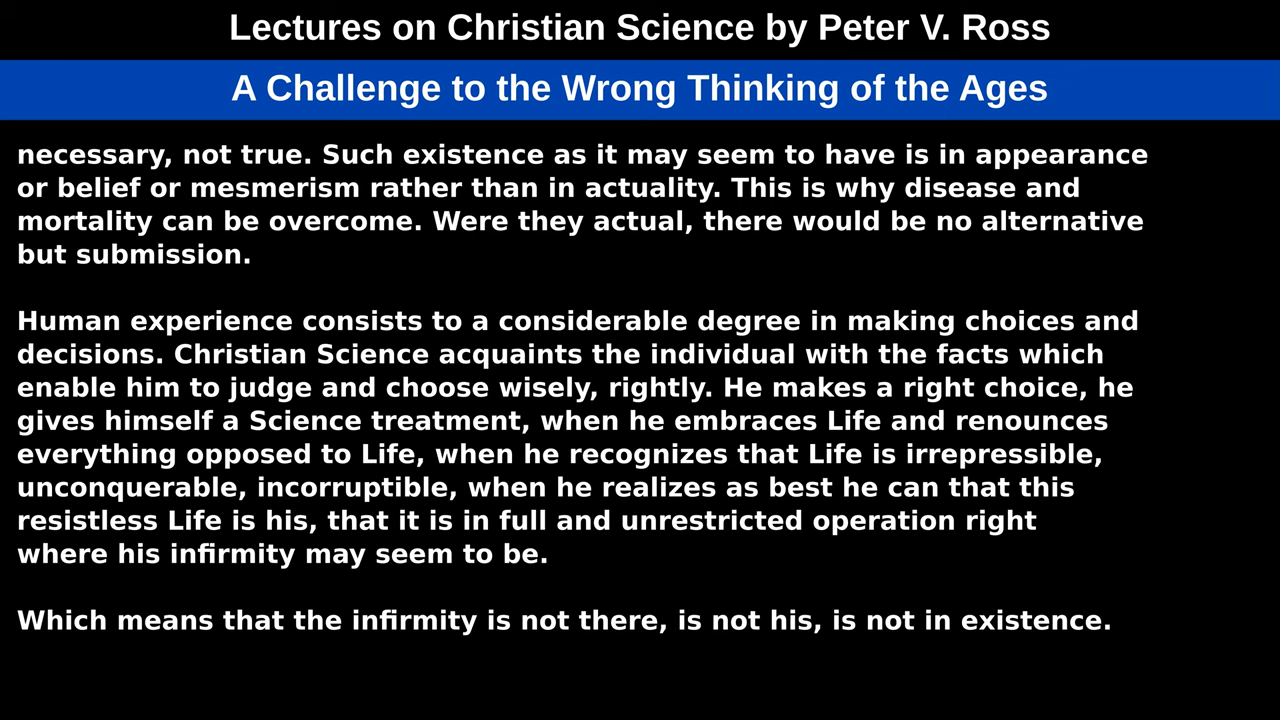 Lectures on Christian Science by Peter V. Ross
A Challenge to the Wrong Thinking of the Ages
necessary, not true. Such existence as it may seem to have is in appearance
or belief or mesmerism rather than in actuality. This is why disease and
mortality can be overcome. Were they actual, there would be no alternative
but submission.
Human experience consists to a considerable degree in making choices and
decisions. Christian Science acquaints the individual with the facts which
enable him to judge and choose wisely, rightly. He makes a right choice, he
gives himself a Science treatment, when he embraces Life and renounces
everything opposed to Life, when he recognizes that Life is irrepressible,
unconquerable, incorruptible, when he realizes as best he can that this
resistless Life is his, that it is in full and unrestricted operation right
where his infirmity may seem to be.
Which means that the infirmity is not there, is not his, is not in existence.